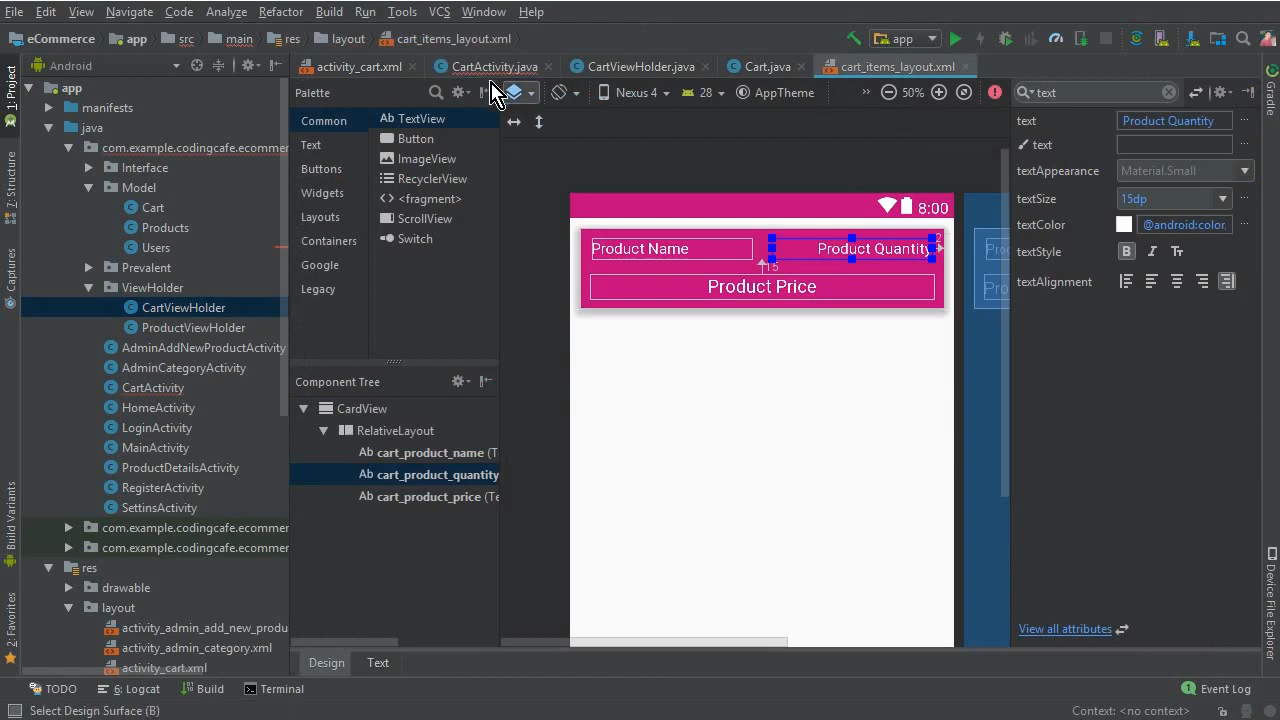 File Edit View Navigate Code Analyze Refactor Build Run Tools VCS Window Help
eCommerce app src main res layout cart_items_layout.xml app
Android activity_cart.xml CartActivity.java CartViewHolder.java Cart.java cart_items_layout.xml
1: Project
7: Structure
Captures
Build Variants
2: Favorites
app
manifests
java
com.example.codingcafe.ecommer
Interface
Model
Cart
Products
Users
Prevalent
ViewHolder
CartViewHolder
ProductViewHolder
AdminAddNewProductActivity
AdminCategoryActivity
CartActivity
HomeActivity
LoginActivity
MainActivity
ProductDetailsActivity
RegisterActivity
SettinsActivity
com.example.codingcafe.ecommer
com.example.codingcafe.ecommer
res
drawable
layout
activity_admin_add_new_produ
activity_admin_category.xml
activity_cart.xml
Palette
Common
Text
Buttons
Widgets
Layouts
Containers
Google
Legacy
Ab TextView
Button
ImageView
RecyclerView
<fragment>
ScrollView
Switch
Component Tree
CardView
RelativeLayout
Ab cart_product_name (T
Ab cart_product_quantity
Ab cart_product_price (Te
Nexus 4 28 AppTheme 50%
8:00
Product Name Product Quantity
15
Product Price
text
text Product Quantity
text
textAppearance Material.Small
textSize 15dp
textColor @android:color
textStyle B I Tт
textAlignment
View all attributes
Gradle
Device File Explorer
Design Text
TODO 6: Logcat Build Terminal 1 Event Log
Select Design Surface (B) Context: <no context>